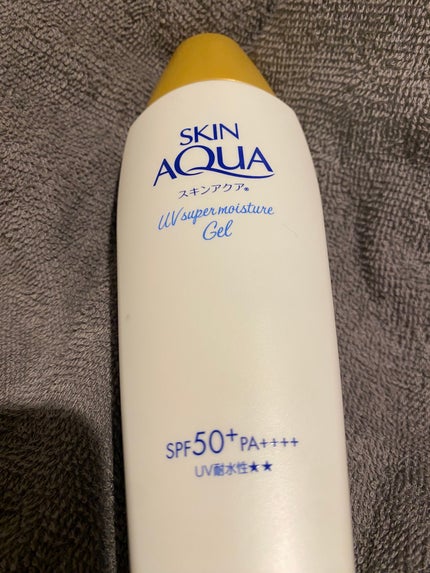 SKIN
AQUA
スキンアクア®
UV super moisture
Gel
SPF50+ PA++++
UV耐水性★★